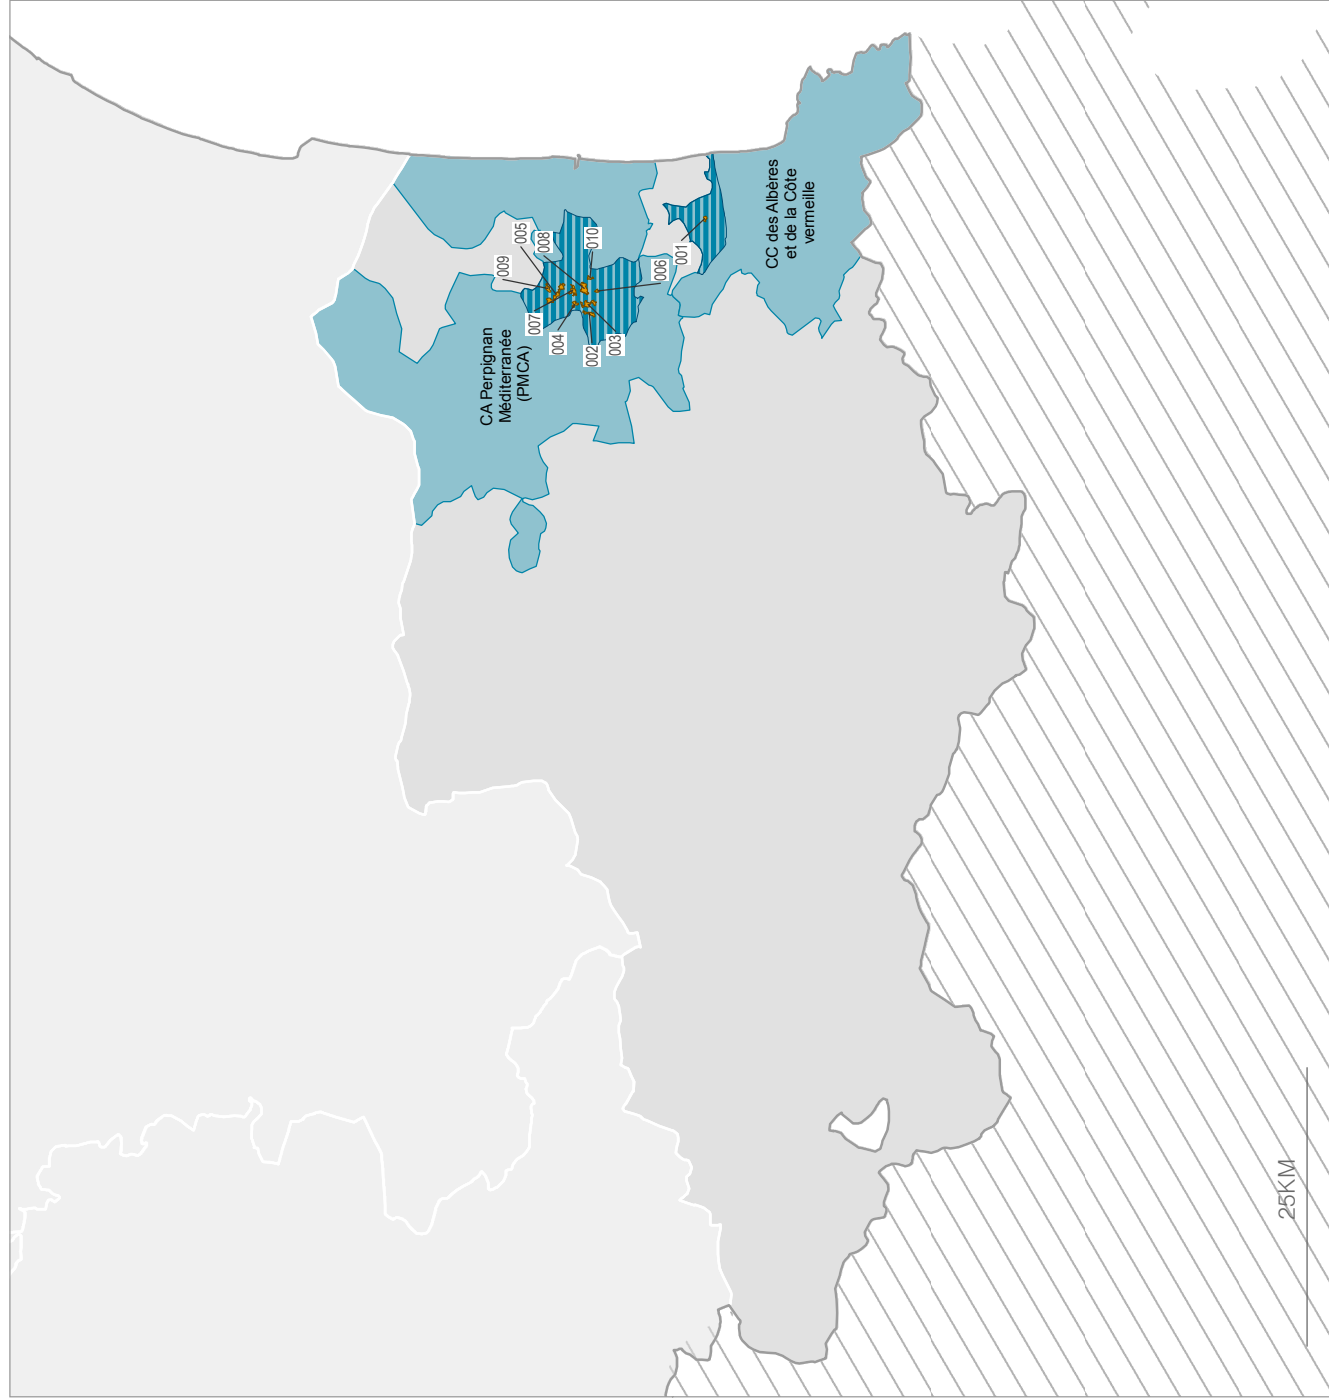 CA Perpignan
Méditerranée
(PMCA)
009
005
007
008
004
002
010
003
006
001
CC des Albères
et de la Côte
vermeille
25KM